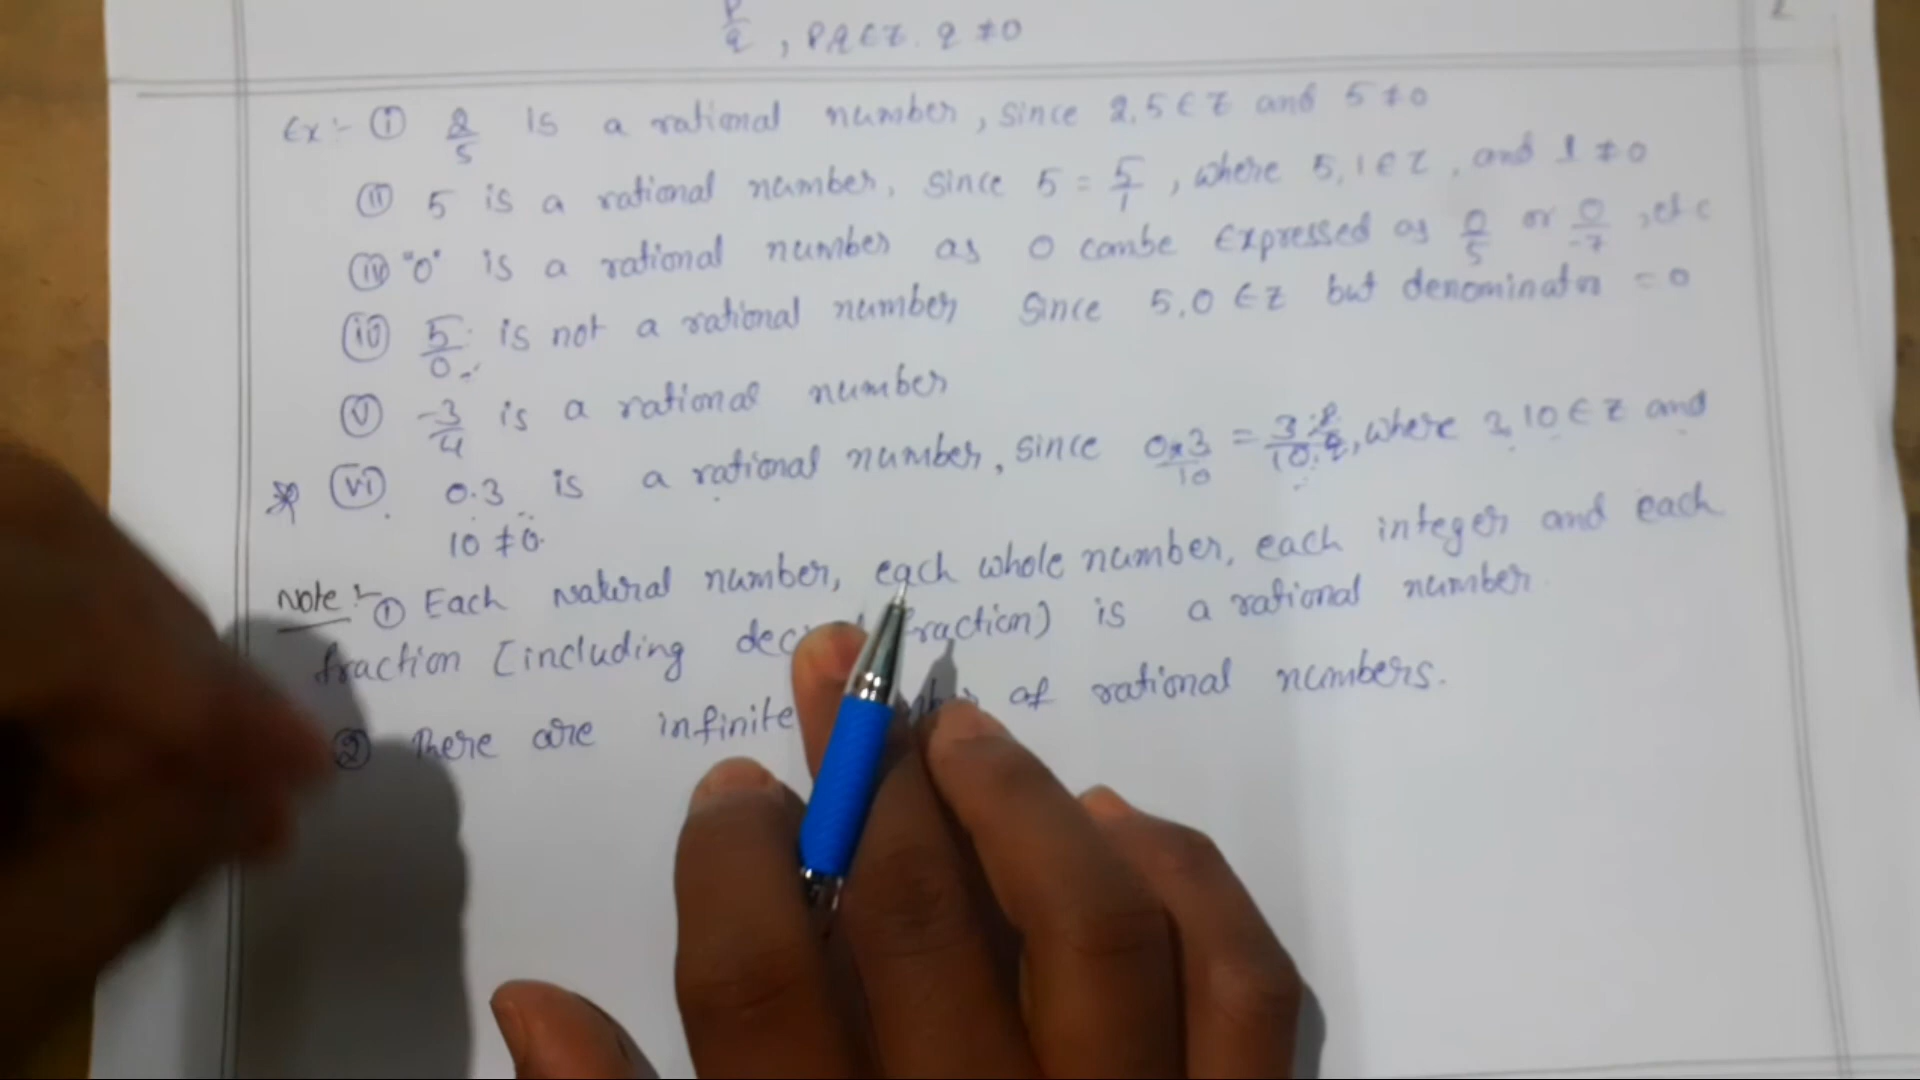 p/q , P,q ∈ Z, q ≠ 0
Ex :- (i) 2/5 is a rational number, since 2,5 ∈ Z and 5 ≠ 0
(ii) 5 is a rational number, since 5 = 5/1, where 5,1 ∈ Z, and 1 ≠ 0
(iv) "0" is a rational number as 0 canbe Expressed as 0/5 or 0/-7, etc
(iv) 5/0 is not a rational number Since 5,0 ∈ Z but denominator = 0
(v) -3/4 is a rational number
(vi) 0.3 is a rational number, since 0.3/10 = 3/10 p/q, where 3,10 ∈ Z and
10 ≠ 0.
Note :- ① Each Natural number, each whole number, each integer and each
fraction (including fraction) is a rational number.
② There are infinite of rational numbers.